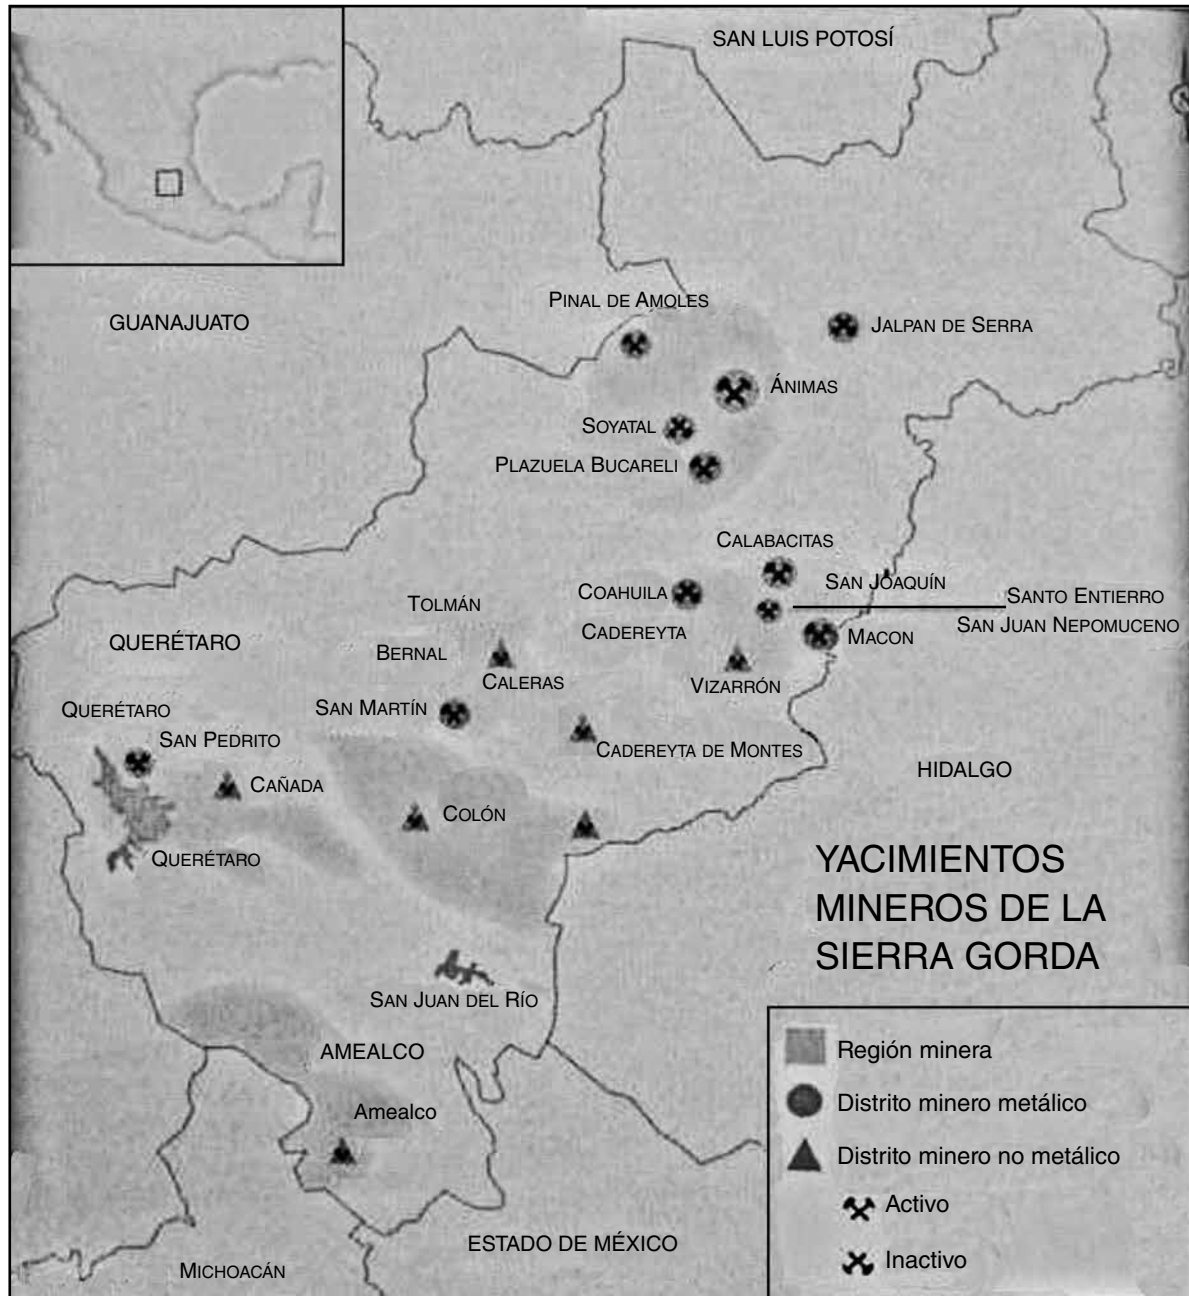 SAN LUIS POTOSÍ
GUANAJUATO
PINAL DE AMOLES
JALPAN DE SERRA
ÁNIMAS
SOYATAL
PLAZUELA BUCARELI
CALABACITAS
COAHUILA
SAN JOAQUÍN
SANTO ENTIERRO
SAN JUAN NEPOMUCENO
TOLMÁN
CADEREYTA
MACON
QUERÉTARO
BERNAL
CALERAS
VIZARRÓN
QUERÉTARO
SAN MARTÍN
SAN PEDRITO
CADEREYTA DE MONTES
CAÑADA
HIDALGO
COLÓN
QUERÉTARO
YACIMIENTOS
MINEROS DE LA
SIERRA GORDA
SAN JUAN DEL RÍO
AMEALCO
Amealco
ESTADO DE MÉXICO
MICHOACÁN
Región minera
Distrito minero metálico
Distrito minero no metálico
Activo
Inactivo